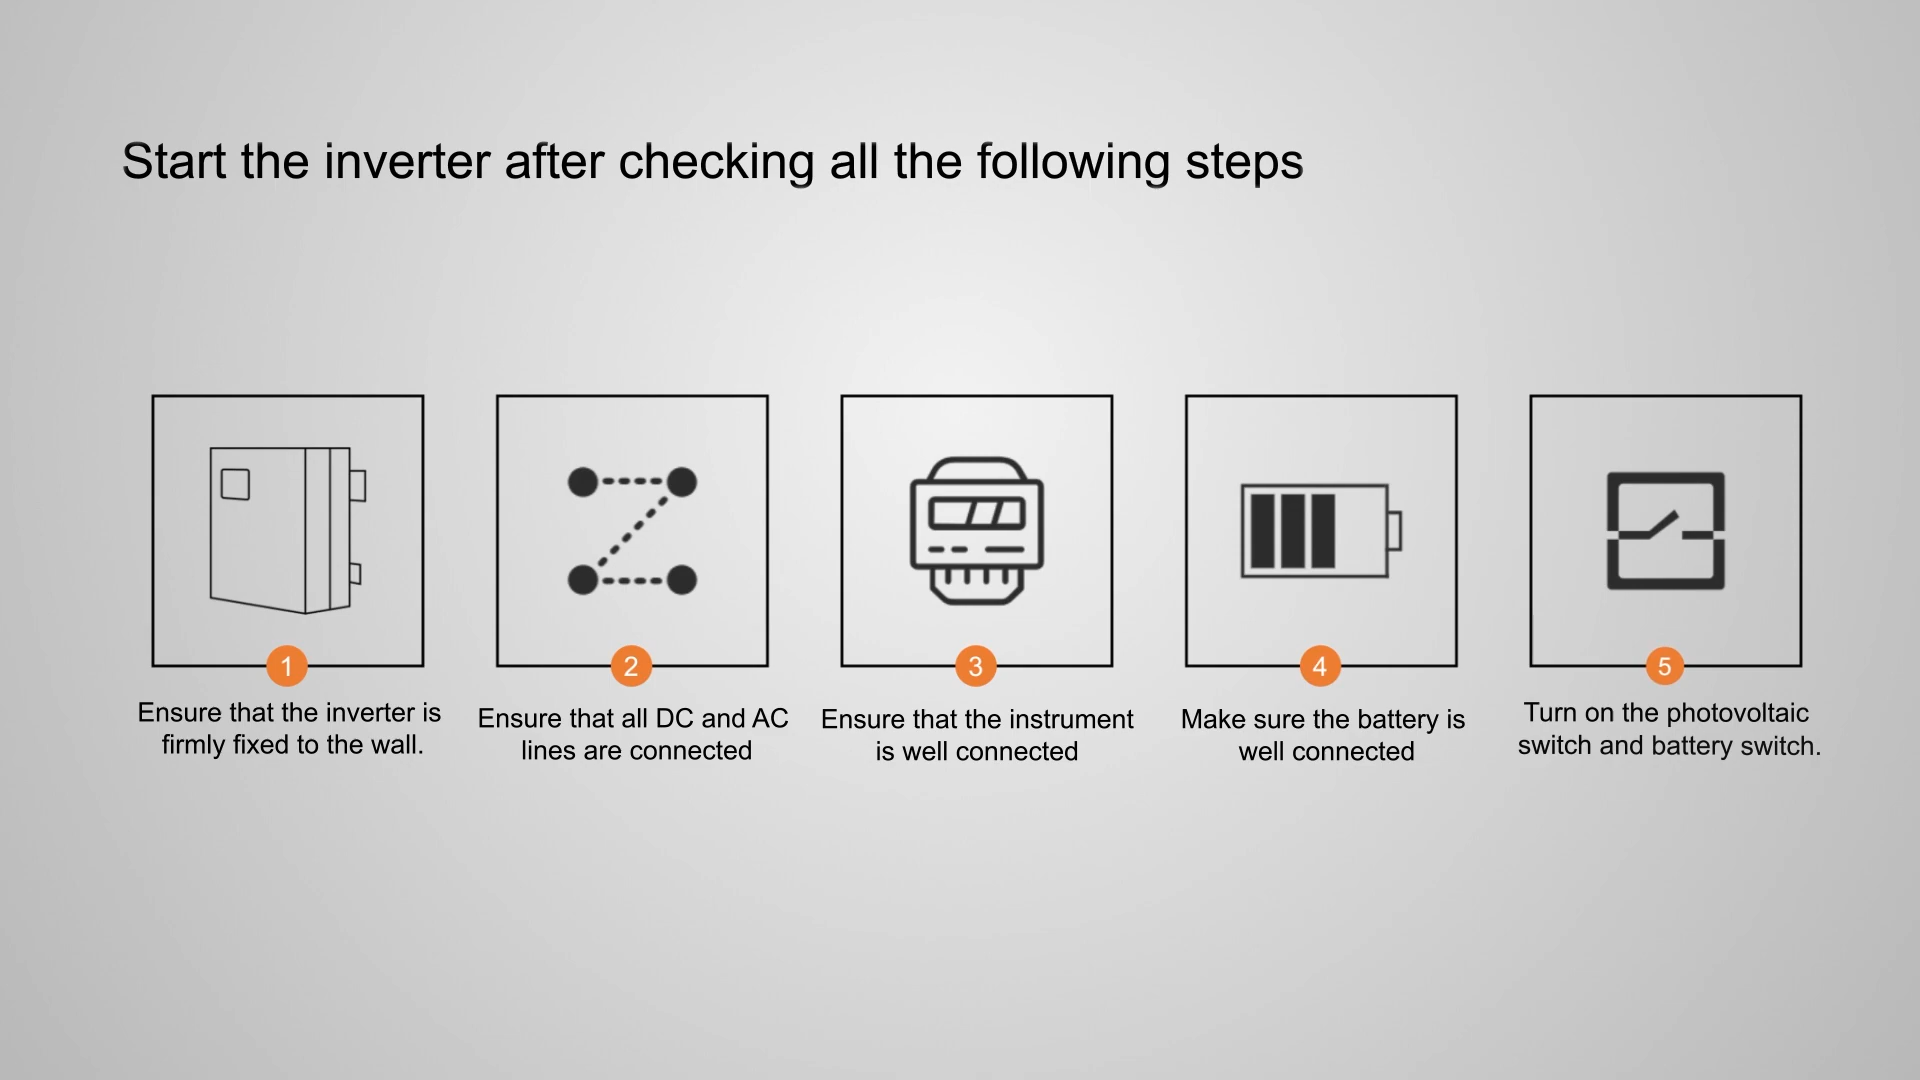 Start the inverter after checking all the following steps
1
Ensure that the inverter is
firmly fixed to the wall.
2
Ensure that all DC and AC
lines are connected
3
Ensure that the instrument
is well connected
4
Make sure the battery is
well connected
5
Turn on the photovoltaic
switch and battery switch.